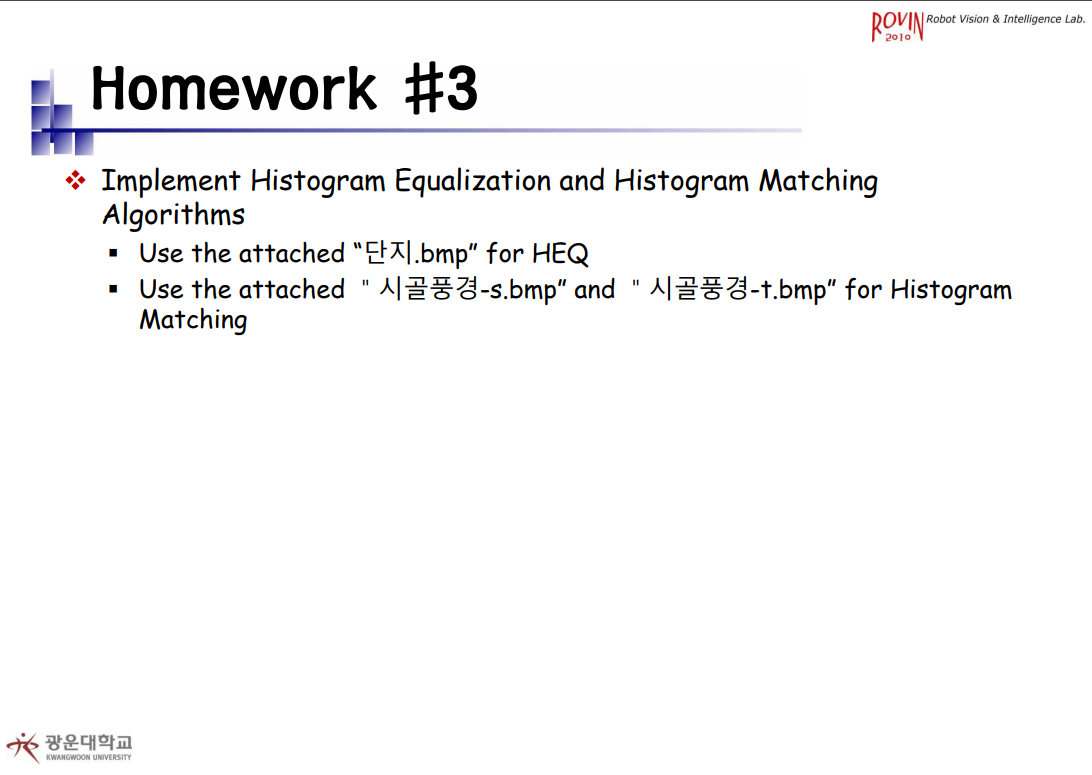 ROVIN
2010
Robot Vision & Intelligence Lab.
Homework #3
Implement Histogram Equalization and Histogram Matching
Algorithms
Use the attached “단지.bmp” for HEQ
Use the attached ＂시골풍경-s.bmp” and ＂시골풍경-t.bmp” for Histogram
Matching
광운대학교
KWANGWOON UNIVERSITY